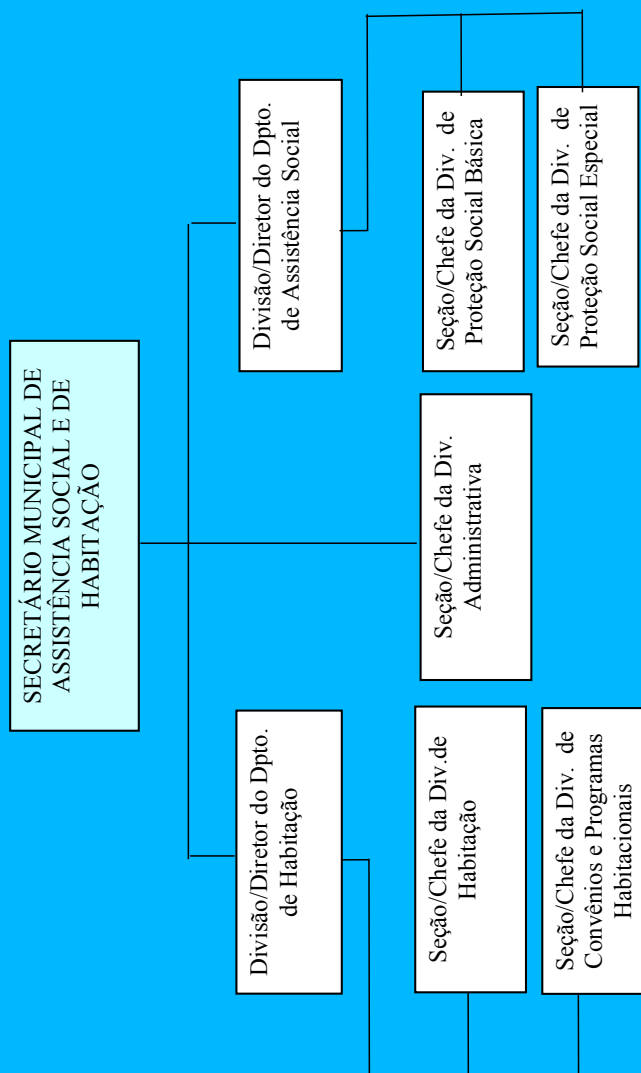 SECRETÁRIO MUNICIPAL DE
ASSISTÊNCIA SOCIAL E DE
HABITAÇÃO
Divisão/Diretor do Dpto.
de Habitação
Divisão/Diretor do Dpto.
de Assistência Social
Seção/Chefe da Div.de
Habitação
Seção/Chefe da Div.
Administrativa
Seção/Chefe da Div. de
Proteção Social Básica
Seção/Chefe da Div. de
Convênios e Programas
Habitacionais
Seção/Chefe da Div. de
Proteção Social Especial